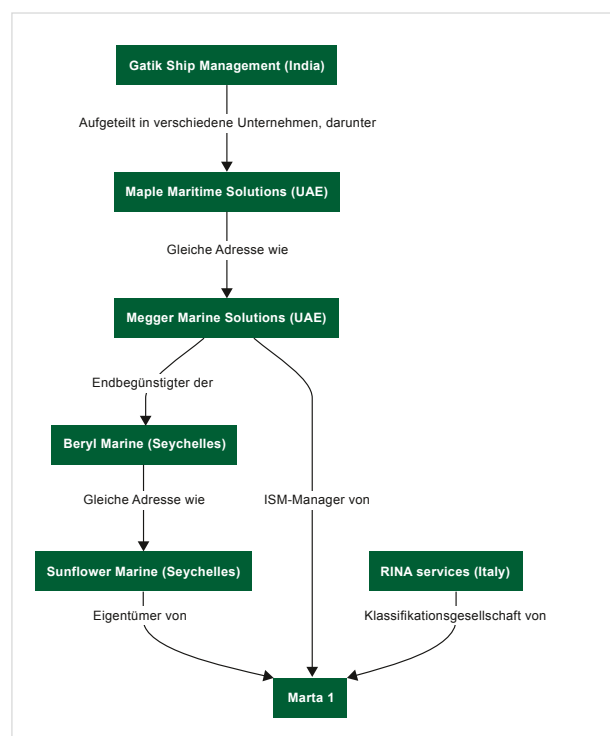 Gatik Ship Management (India)
Aufgeteilt in verschiedene Unternehmen, darunter
Maple Maritime Solutions (UAE)
Gleiche Adresse wie
Megger Marine Solutions (UAE)
Endbegünstigter der
Beryl Marine (Seychelles)
Gleiche Adresse wie
ISM-Manager von
Sunflower Marine (Seychelles)
RINA services (Italy)
Eigentümer von
Klassifikationsgesellschaft von
Marta 1